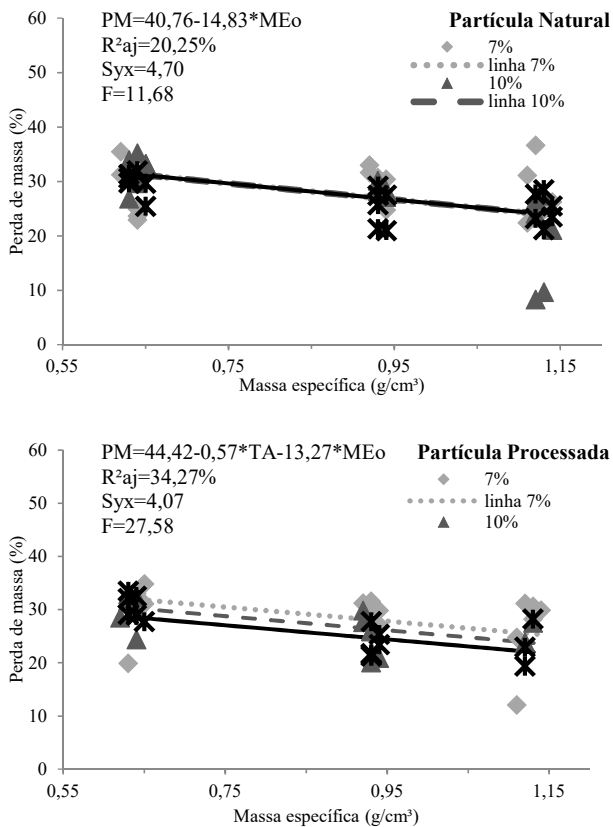 PM=40,76-14,83*MEo
R²aj=20,25%
Syx=4,70
F=11,68
Partícula Natural
7%
linha 7%
10%
linha 10%
Perda de massa (%)
60
50
40
30
20
10
0
0,55
0,75
0,95
1,15
Massa específica (g/cm³)
PM=44,42-0,57*TA-13,27*MEo
R²aj=34,27%
Syx=4,07
F=27,58
Partícula Processada
7%
linha 7%
10%
Perda de massa (%)
60
50
40
30
20
10
0
0,55
0,75
0,95
1,15
Massa específica (g/cm³)